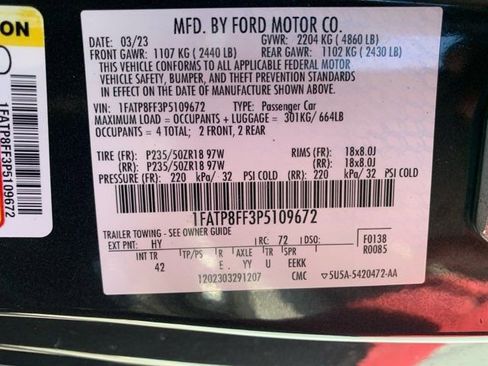 MFD. BY FORD MOTOR CO.
DATE: 03/23 GVWR: 2204 KG ( 4860 LB)
FRONT GAWR: 1107 KG ( 2440 LB) REAR GAWR: 1102 KG ( 2430 LB)
THIS VEHICLE CONFORMS TO ALL APPLICABLE FEDERAL MOTOR
VEHICLE SAFETY, BUMPER, AND THEFT PREVENTION STANDARDS IN
EFFECT ON THE DATE OF MANUFACTURE SHOWN ABOVE.
VIN: 1FATP8FF3P5109672 TYPE: Passenger Car
MAXIMUM LOAD = OCCUPANTS + LUGGAGE = 301KG/ 664LB
OCCUPANTS = 4 TOTAL; 2 FRONT, 2 REAR
TIRE (FR): P235/50ZR18 97W RIMS (FR): 18x8.0J
(RR): P235/50ZR18 97W (RR): 18x8.0J
PRESSURE (FR): 220 kPa/ 32 PSI COLD (RR): 220 kPa/ 32 PSI COLD
1FATP8FF3P5109672
TRAILER TOWING - SEE OWNER GUIDE
EXT PNT: HY RC: 72 DSO: F0138
INT TR TP/PS R AXLE TR SPR R0085
42 E YY U EEKK
1202303291207 CMC 5U5A-5420472-AA
ON
1FATP8FF3P5109672